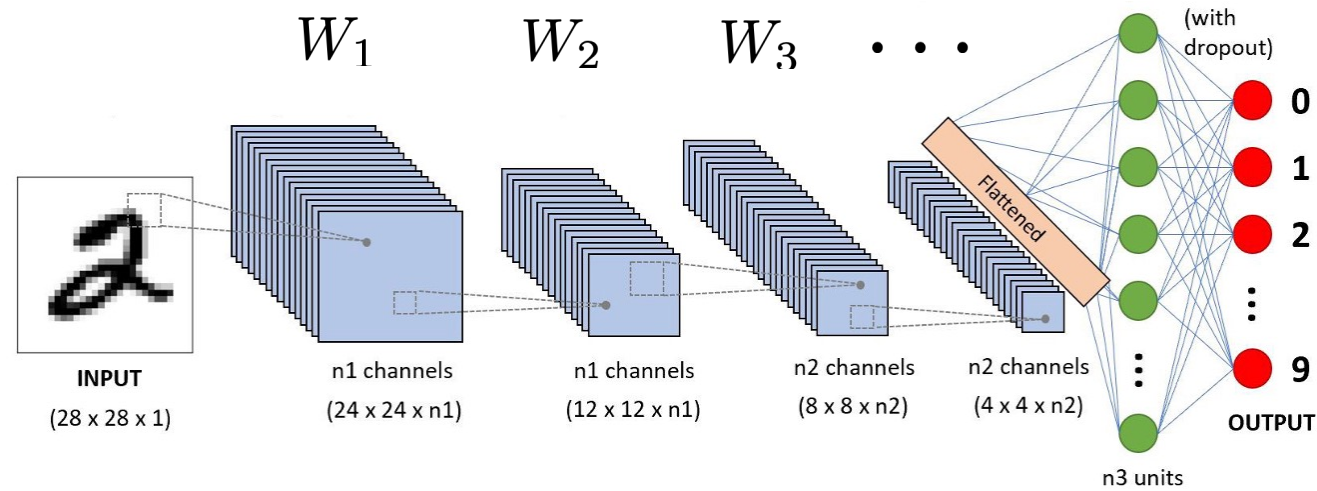 W₁ W₂ W₃ . . .
(with
dropout)
0
1
2
⋮
9
Flattened
INPUT
(28 x 28 x 1)
n1 channels
(24 x 24 x n1)
n1 channels
(12 x 12 x n1)
n2 channels
(8 x 8 x n2)
n2 channels
(4 x 4 x n2)
⋮
n3 units
OUTPUT
2